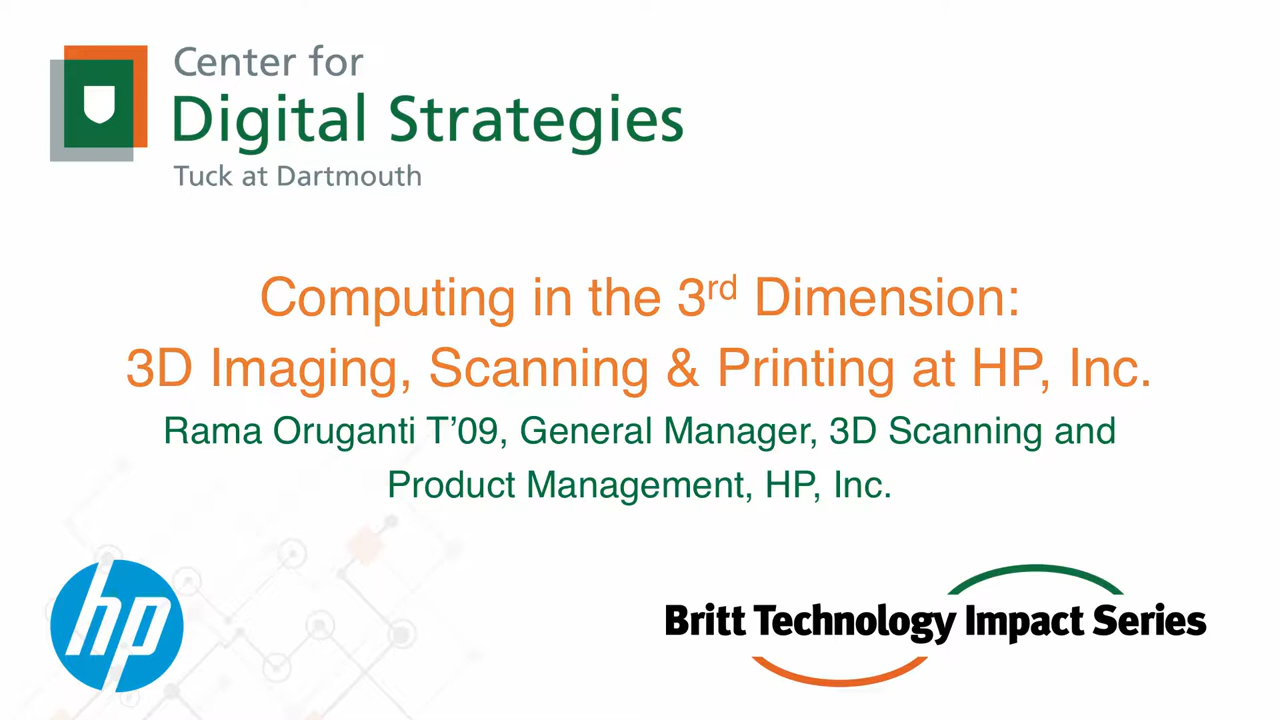 Center for
Digital Strategies
Tuck at Dartmouth
Computing in the 3rd Dimension:
3D Imaging, Scanning & Printing at HP, Inc.
Rama Oruganti T’09, General Manager, 3D Scanning and
Product Management, HP, Inc.
hp
Britt Technology Impact Series